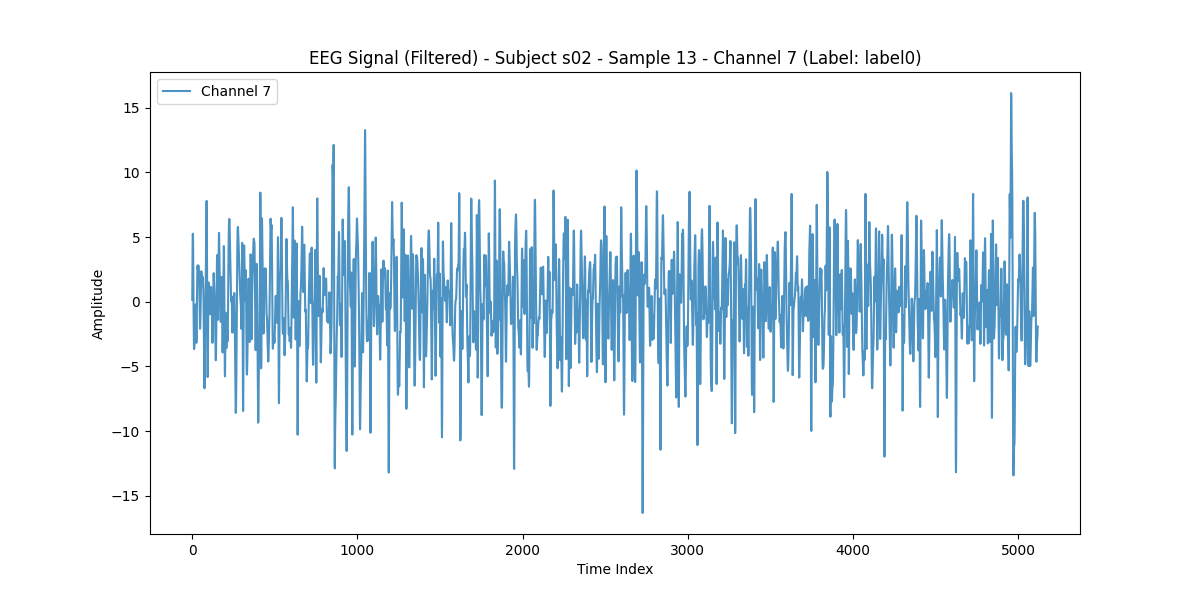 EEG Signal (Filtered) - Subject s02 - Sample 13 - Channel 7 (Label: label0)
Channel 7
15
10
5
0
−5
−10
−15
Amplitude
0 1000 2000 3000 4000 5000
Time Index